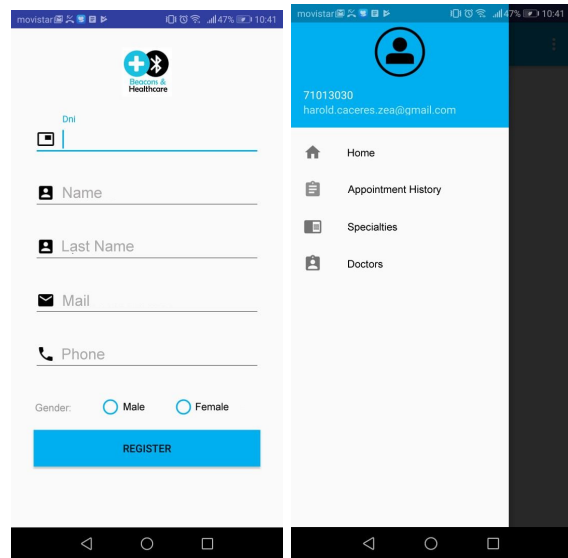 movistar 47% 10:41
Beacons &
Healthcare
Dni
Name
Last Name
Mail
Phone
Gender: Male Female
REGISTER
movistar 47% 10:41
71013030
harold.caceres.zea@gmail.com
Home
Appointment History
Specialties
Doctors